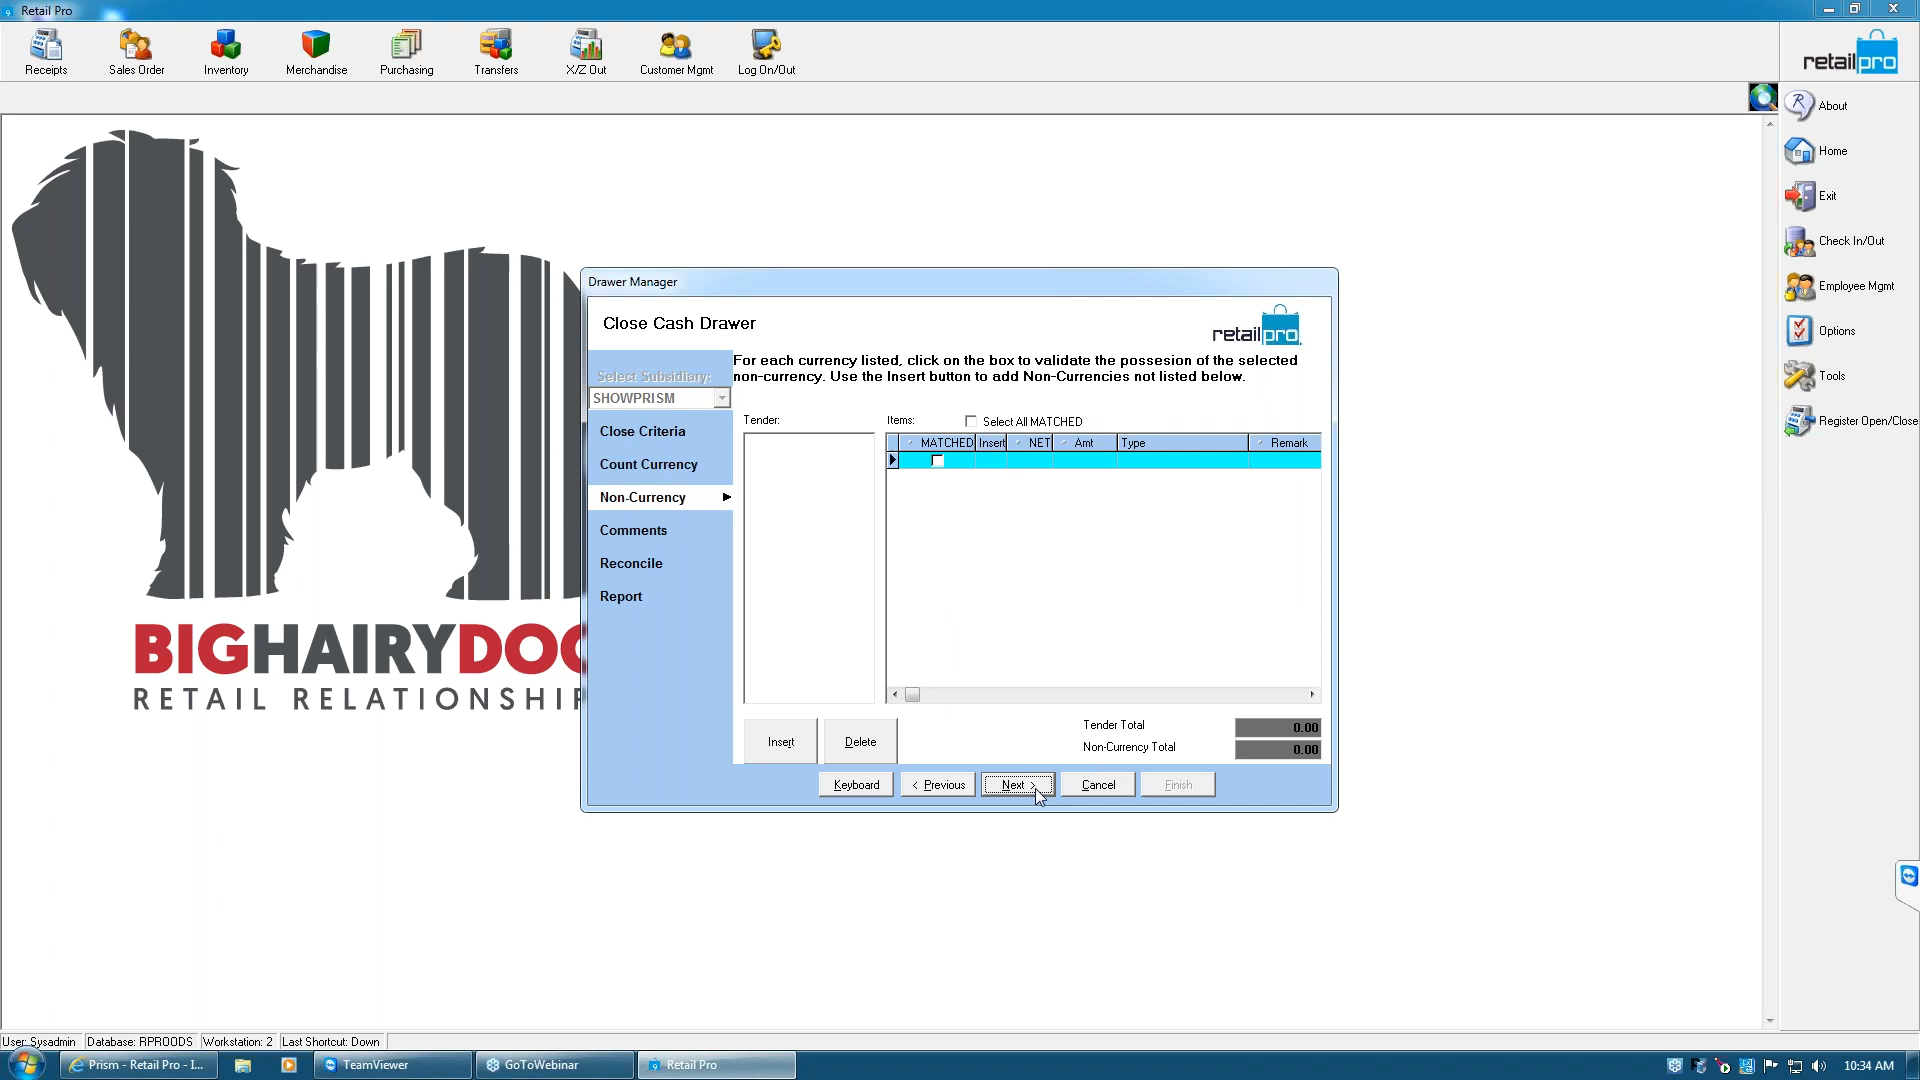 Retail Pro
Receipts
Sales Order
Inventory
Merchandise
Purchasing
Transfers
X/Z Out
Customer Mgmt
Log On/Out
retailpro
About
Home
Exit
Check In/Out
Employee Mgmt
Options
Tools
Register Open/Close
BIGHAIRYDOG
RETAIL RELATIONSHIP
Drawer Manager
Close Cash Drawer
retailpro
For each currency listed, click on the box to validate the possesion of the selected
non-currency. Use the Insert button to add Non-Currencies not listed below.
Select Subsidiary:
SHOWPRISM
Close Criteria
Count Currency
Non-Currency
Comments
Reconcile
Report
Tender:
Items:
Select All MATCHED
MATCHED Insert NET Amt Type Remark
Insert
Delete
Tender Total 0.00
Non-Currency Total 0.00
Keyboard
< Previous
Next >
Cancel
Finish
User: Sysadmin Database: RPROODS Workstation: 2 Last Shortcut: Down
Prism - Retail Pro - I...
TeamViewer
GoToWebinar
Retail Pro
10:34 AM